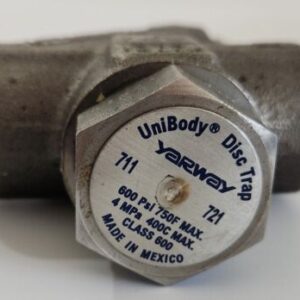 UniBody® Disc Trap
YARWAY
711 721
600 Psi 750F MAX.
4 MPa 400C MAX.
CLASS 600
MADE IN MEXICO